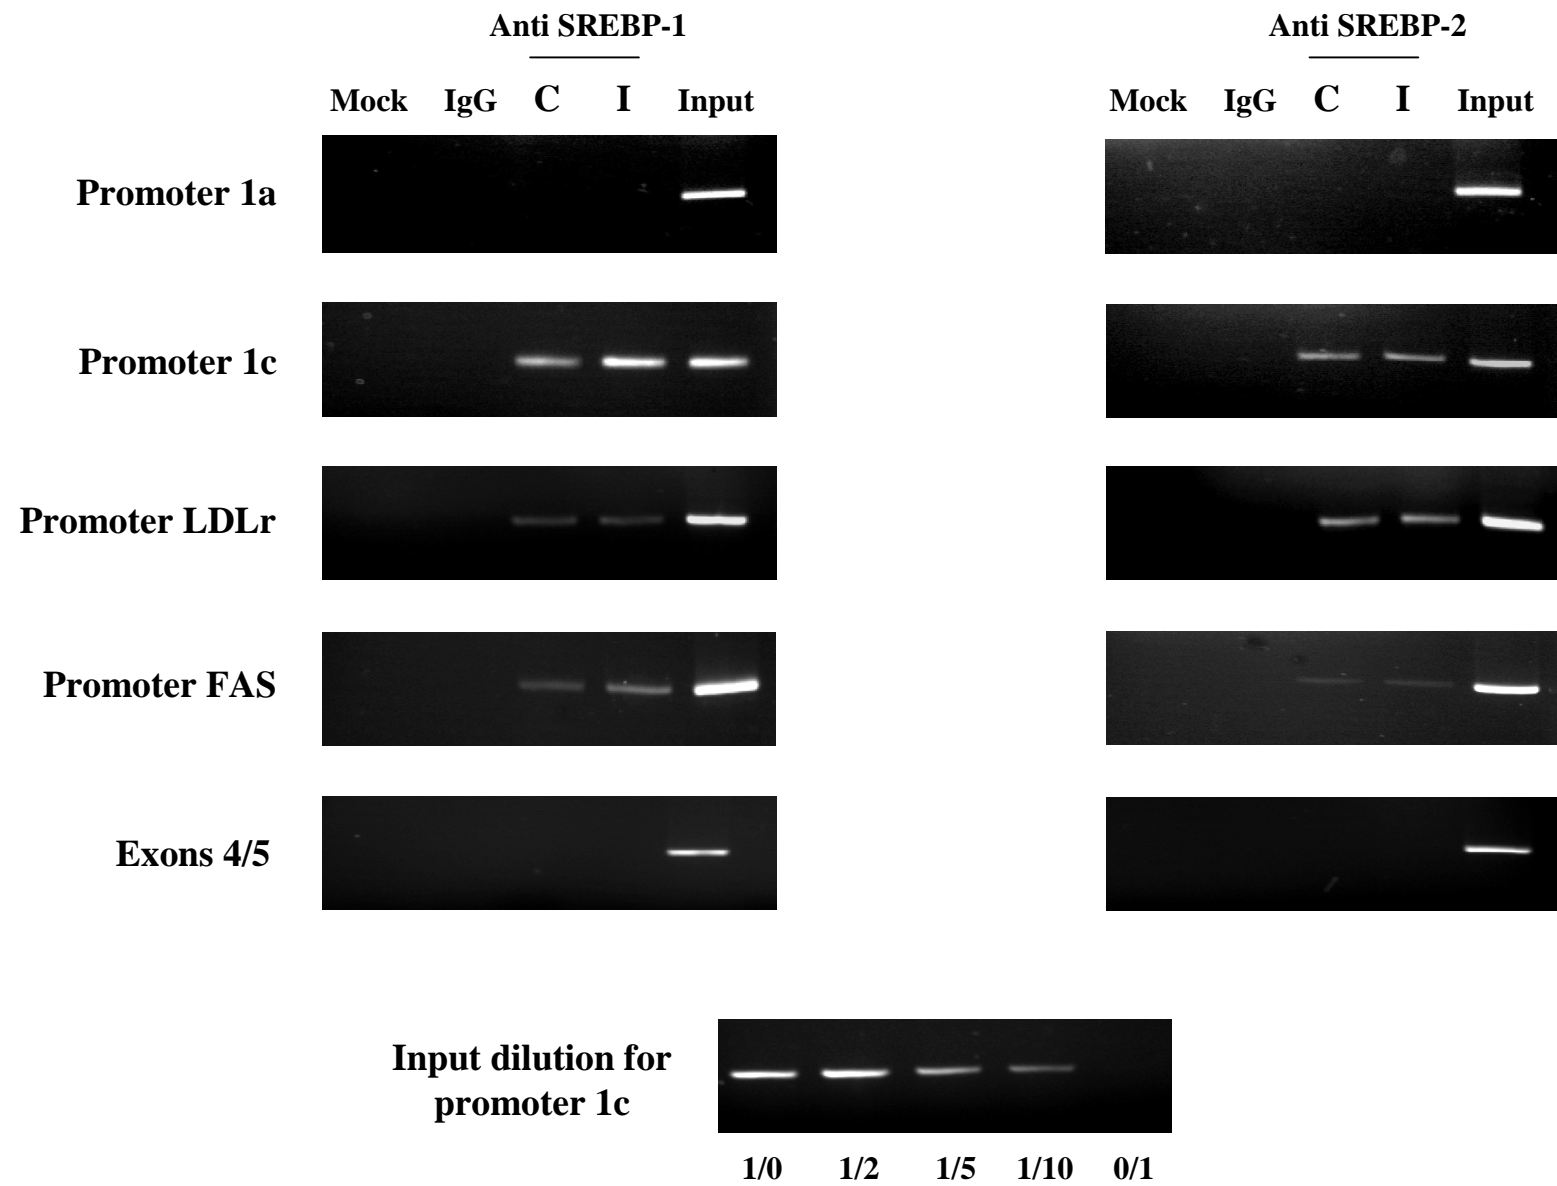 Anti SREBP-1
Anti SREBP-2
Mock IgG C I Input
Mock IgG C I Input
Promoter 1a
Promoter 1c
Promoter LDLr
Promoter FAS
Exons 4/5
Input dilution for
promoter 1c
1/0 1/2 1/5 1/10 0/1